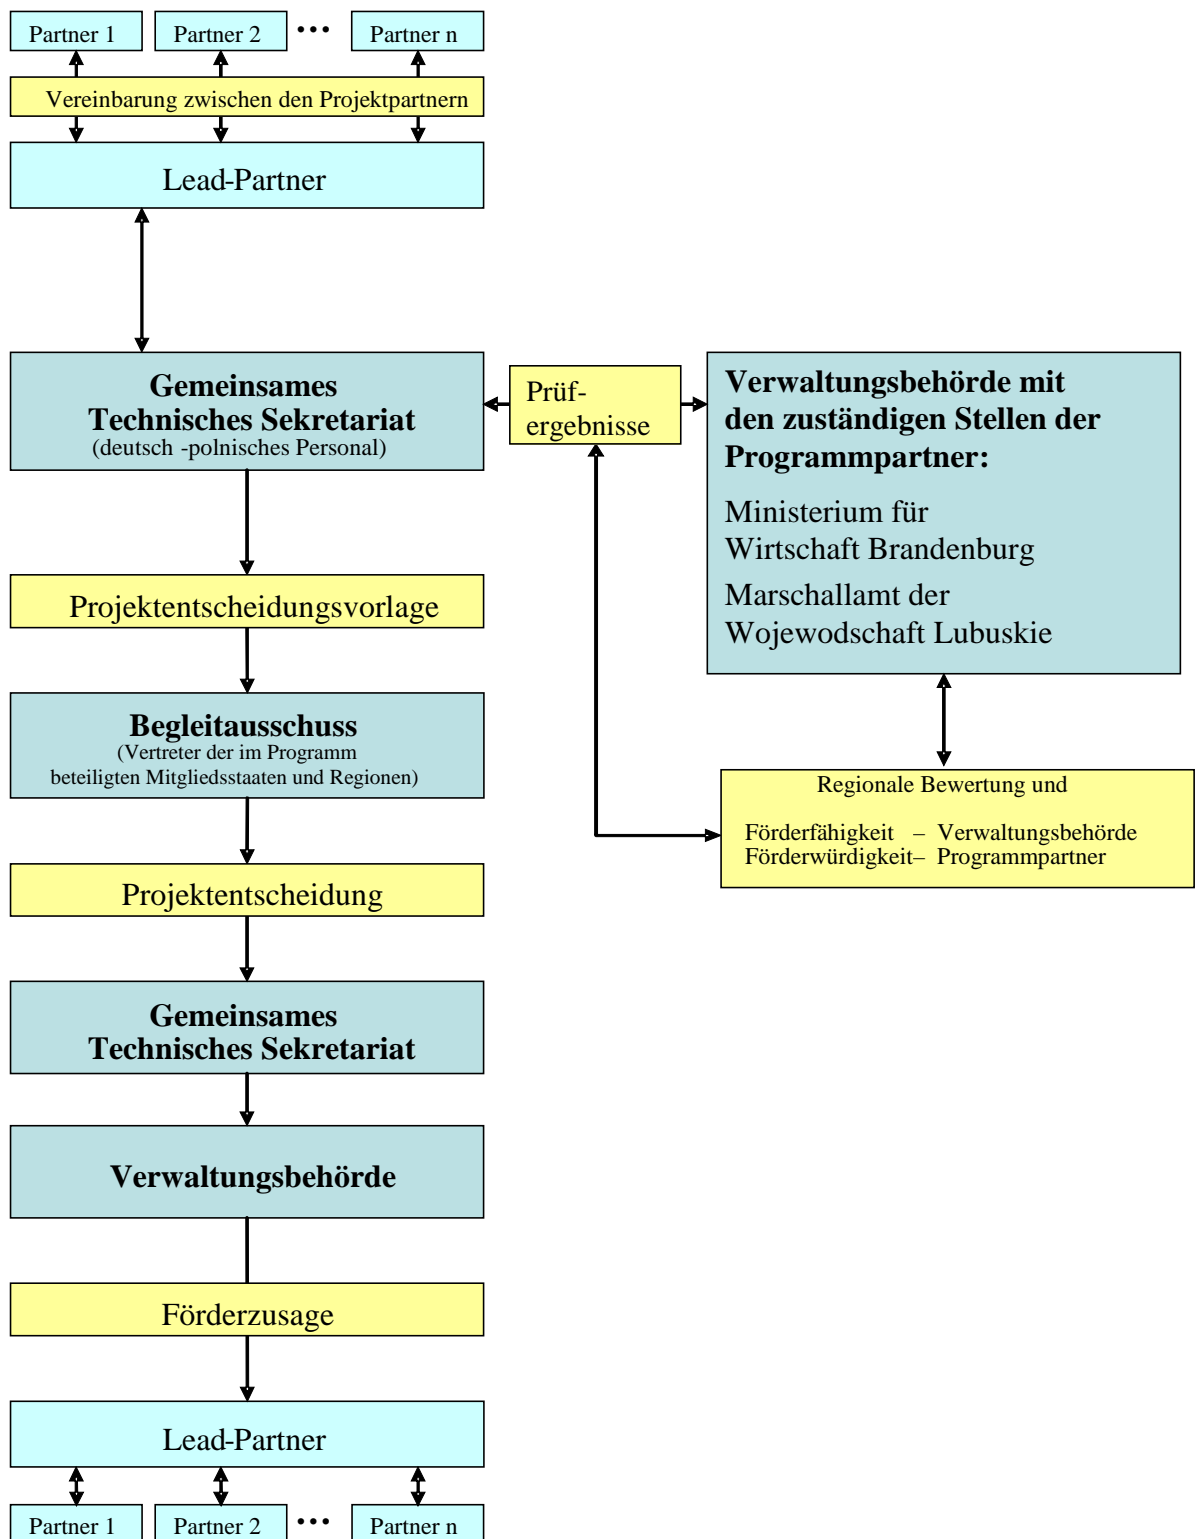 Partner 1 Partner 2 ••• Partner n
Vereinbarung zwischen den Projektpartnern
Lead-Partner
Gemeinsames
Technisches Sekretariat
(deutsch -polnisches Personal)
Prüf-
ergebnisse
Verwaltungsbehörde mit
den zuständigen Stellen der
Programmpartner:
Ministerium für
Wirtschaft Brandenburg
Marschallamt der
Wojewodschaft Lubuskie
Projektentscheidungsvorlage
Begleitausschuss
(Vertreter der im Programm
beteiligten Mitgliedsstaaten und Regionen)
Regionale Bewertung und
Förderfähigkeit – Verwaltungsbehörde
Förderwürdigkeit– Programmpartner
Projektentscheidung
Gemeinsames
Technisches Sekretariat
Verwaltungsbehörde
Förderzusage
Lead-Partner
Partner 1 Partner 2 ••• Partner n